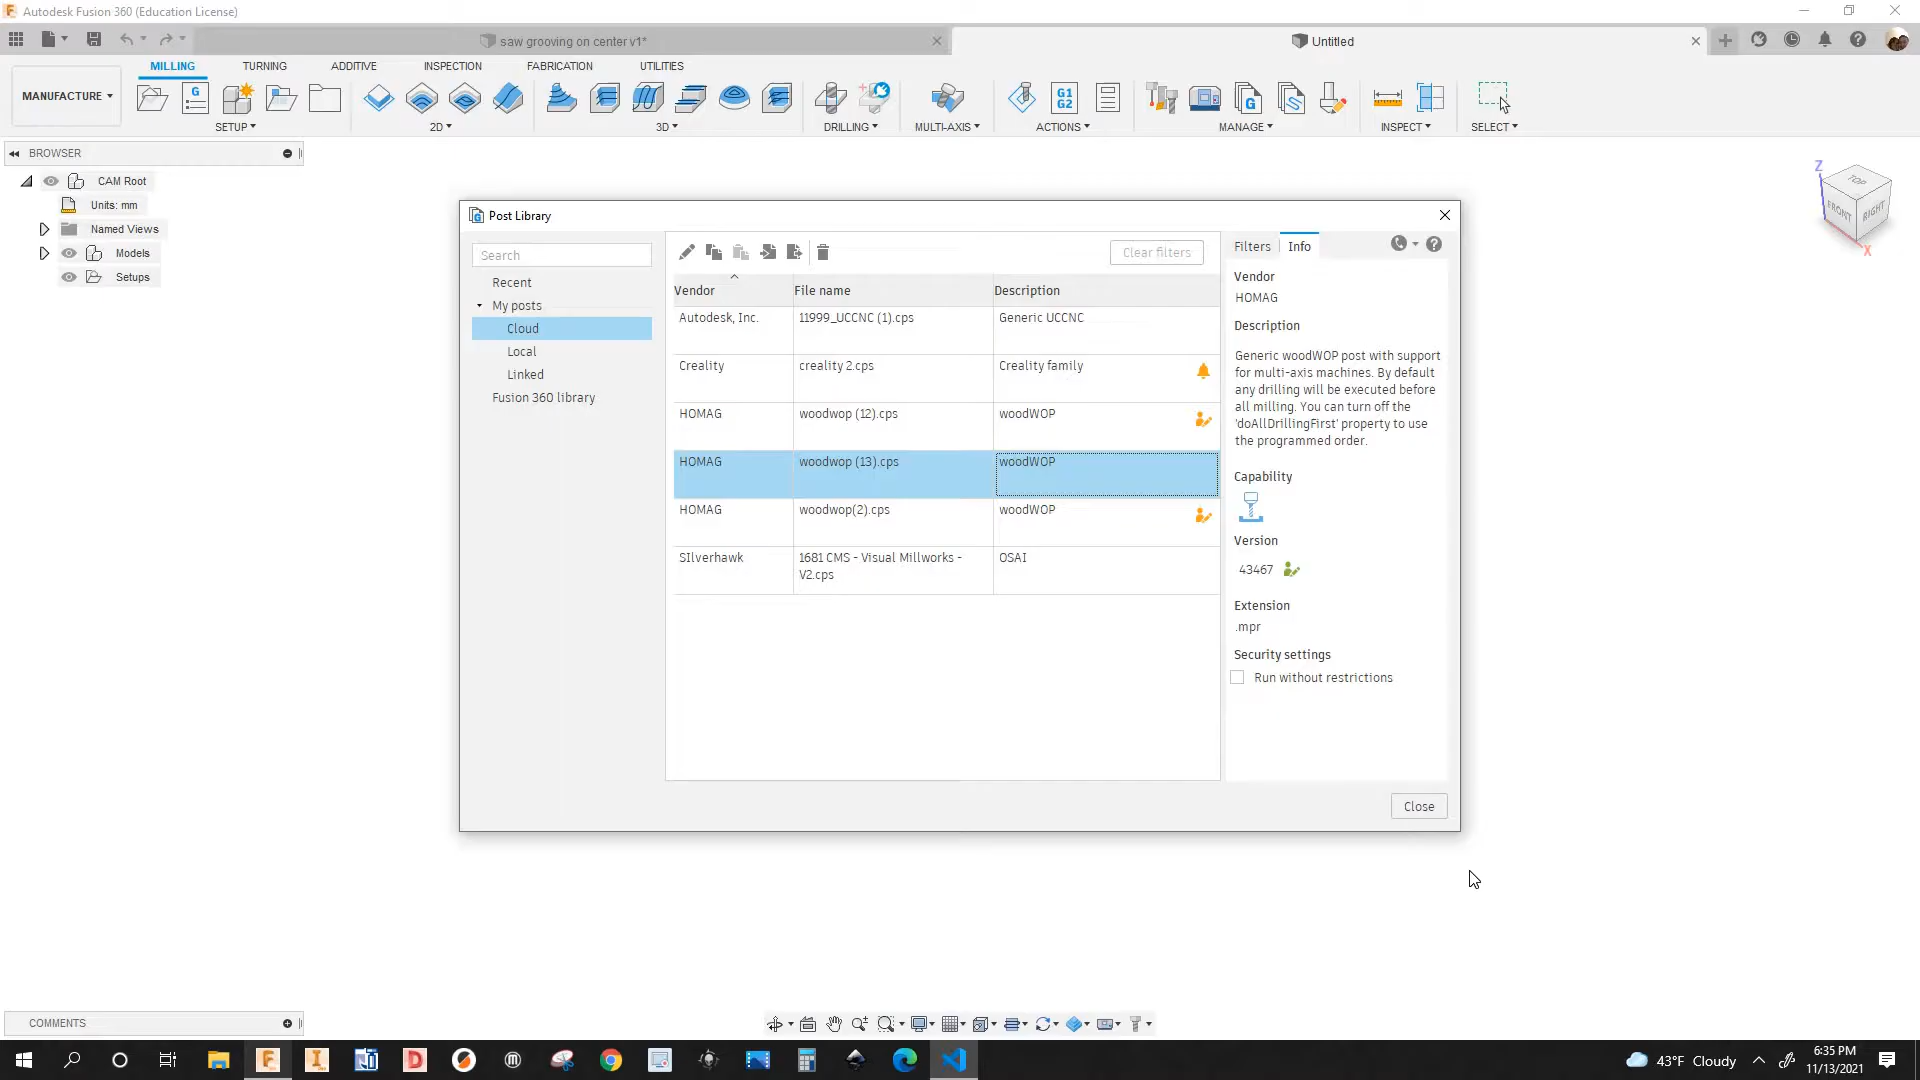 Autodesk Fusion 360 (Education License)
saw grooving on center v1*
Untitled
MILLING
TURNING
ADDITIVE
INSPECTION
FABRICATION
UTILITIES
MANUFACTURE
SETUP
2D
3D
DRILLING
MULTI-AXIS
ACTIONS
MANAGE
INSPECT
SELECT
G1
G2
BROWSER
CAM Root
Units: mm
Named Views
Models
Setups
Z
TOP
FRONT
RIGHT
X
Post Library
Search
Recent
My posts
Cloud
Local
Linked
Fusion 360 library
Clear filters
Vendor
File name
Description
Autodesk, Inc.
11999_UCCNC (1).cps
Generic UCCNC
Creality
creality 2.cps
Creality family
HOMAG
woodwop (12).cps
woodWOP
HOMAG
woodwop (13).cps
woodWOP
HOMAG
woodwop(2).cps
woodWOP
SIlverhawk
1681 CMS - Visual Millworks -
V2.cps
OSAI
Filters
Info
Vendor
HOMAG
Description
Generic woodWOP post with support
for multi-axis machines. By default
any drilling will be executed before
all milling. You can turn off the
'doAllDrillingFirst' property to use
the programmed order.
Capability
Version
43467
Extension
.mpr
Security settings
Run without restrictions
Close
COMMENTS
43°F Cloudy
6:35 PM
11/13/2021